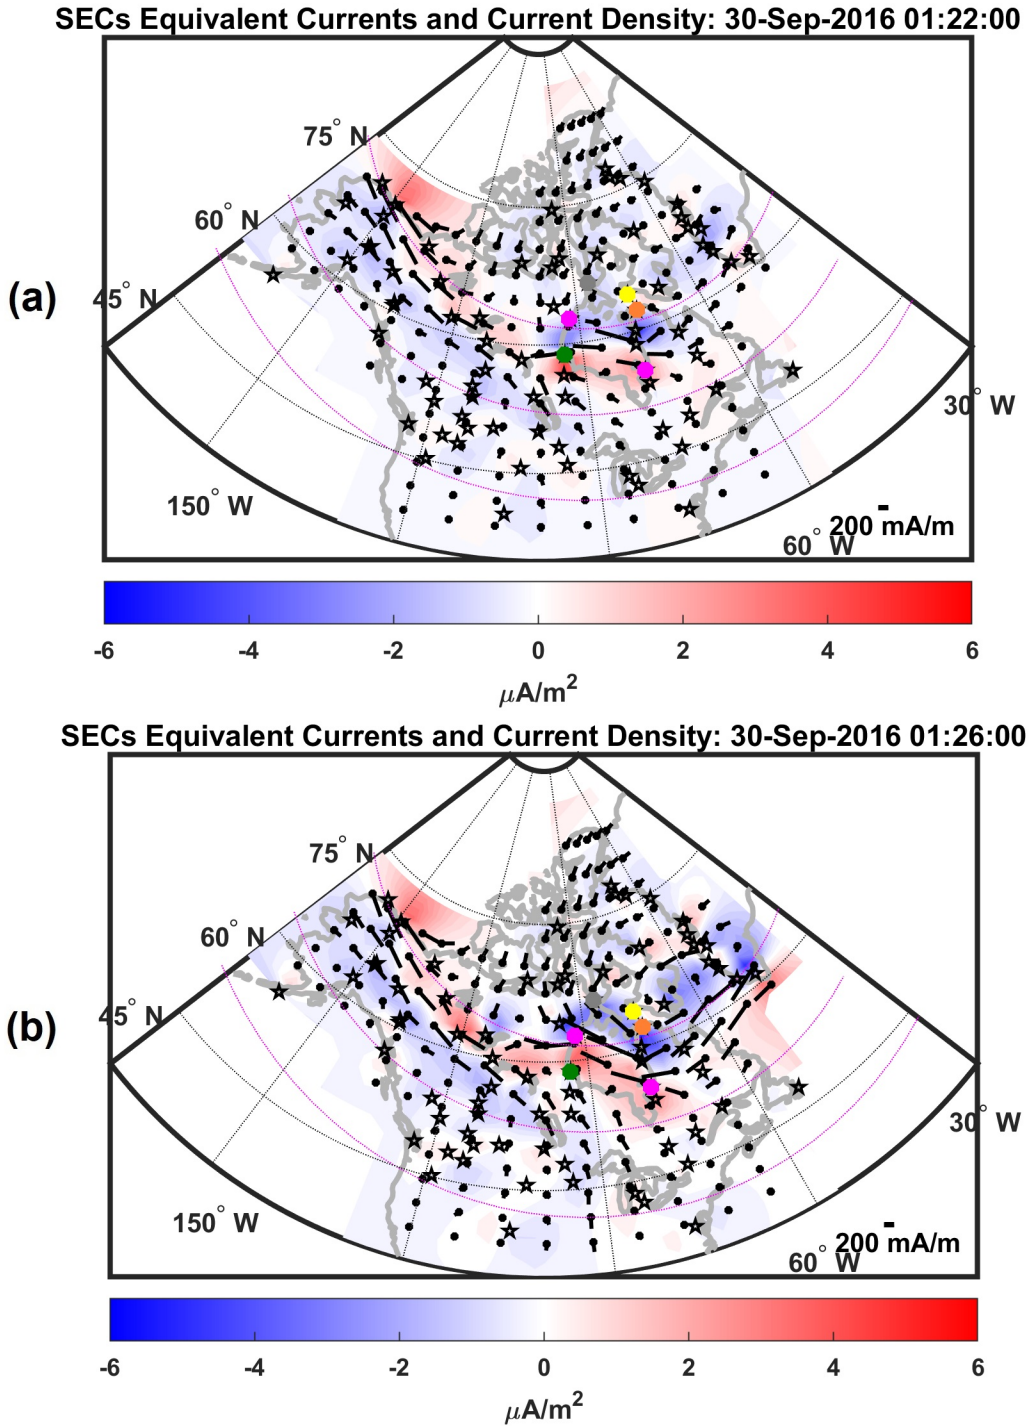 SECs Equivalent Currents and Current Density: 30-Sep-2016 01:22:00
75° N
60° N
(a)
45° N
30° W
150° W
200 mA/m
60° W
-6 -4 -2 0 2 4 6
μA/m²
SECs Equivalent Currents and Current Density: 30-Sep-2016 01:26:00
75° N
60° N
(b)
45° N
30° W
150° W
200 mA/m
60° W
-6 -4 -2 0 2 4 6
μA/m²